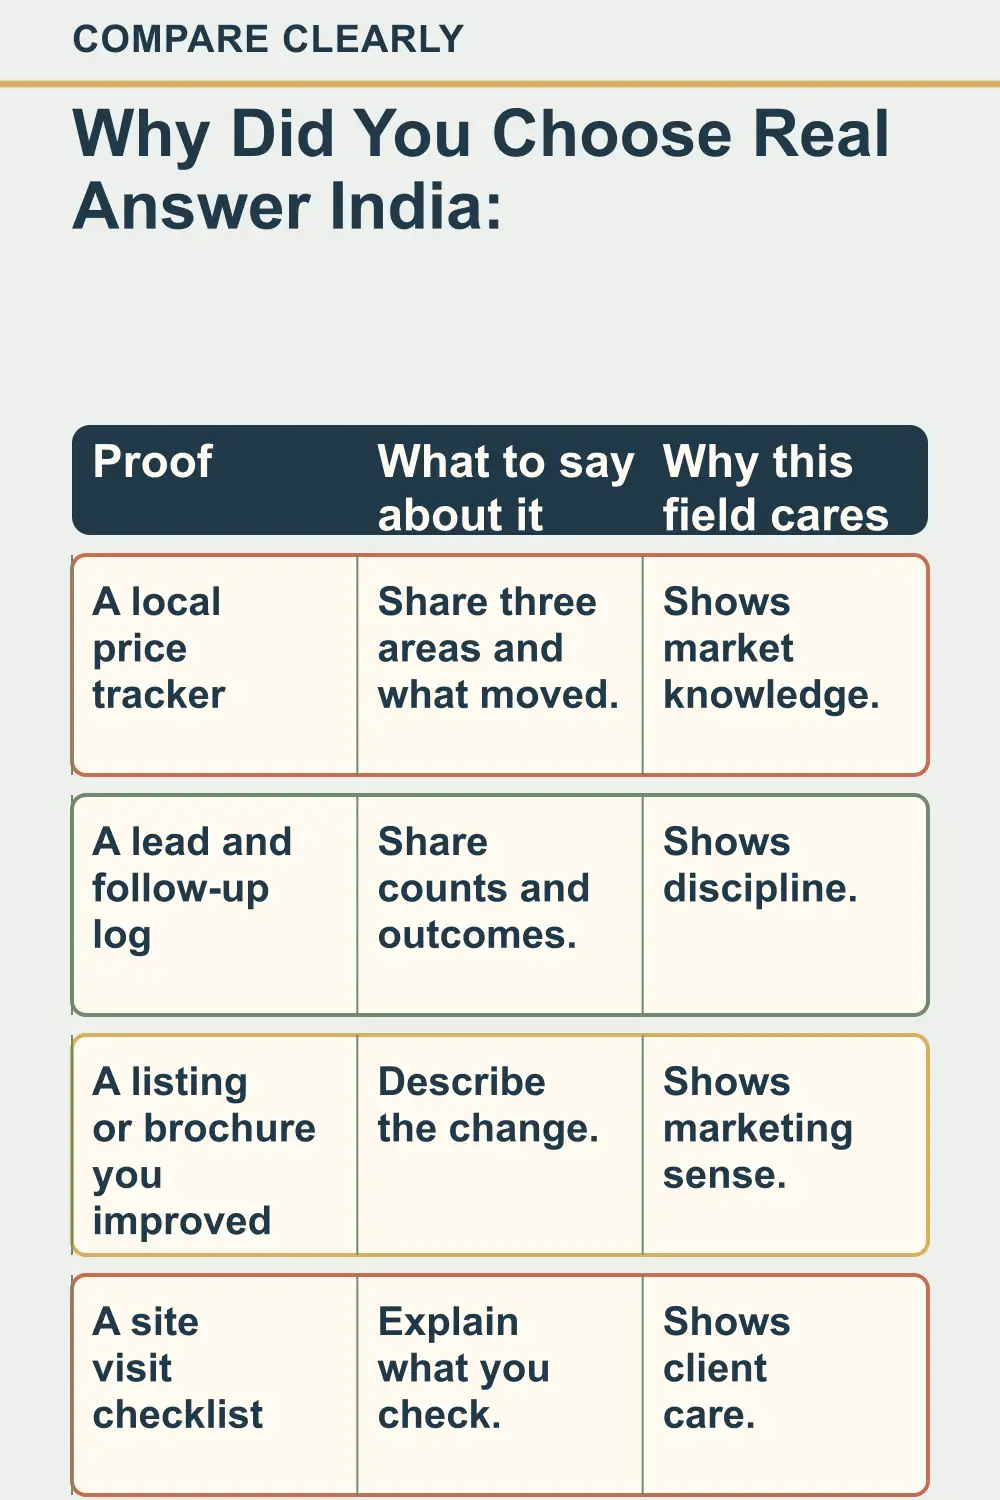 COMPARE CLEARLY
Why Did You Choose Real
Answer India:
Proof
What to say
about it
Why this
field cares
A local
price
tracker
Share three
areas and
what moved.
Shows
market
knowledge.
A lead and
follow-up
log
Share
counts and
outcomes.
Shows
discipline.
A listing
or brochure
you
improved
Describe
the change.
Shows
marketing
sense.
A site
visit
checklist
Explain
what you
check.
Shows
client
care.